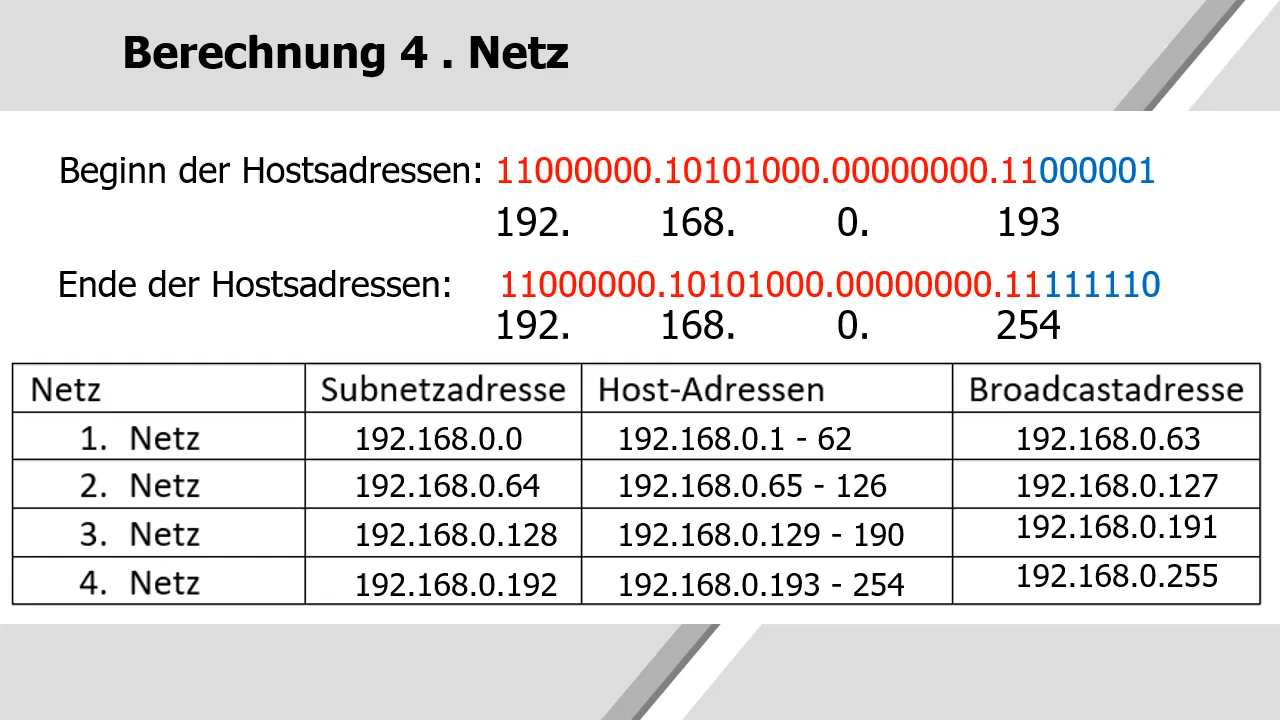 Berechnung 4 . Netz
Beginn der Hostsadressen: 11000000.10101000.00000000.11000001
192. 168. 0. 193
Ende der Hostsadressen: 11000000.10101000.00000000.11111110
192. 168. 0. 254
Netz Subnetzadresse Host-Adressen Broadcastadresse
1. Netz 192.168.0.0 192.168.0.1 - 62 192.168.0.63
2. Netz 192.168.0.64 192.168.0.65 - 126 192.168.0.127
3. Netz 192.168.0.128 192.168.0.129 - 190 192.168.0.191
4. Netz 192.168.0.192 192.168.0.193 - 254 192.168.0.255